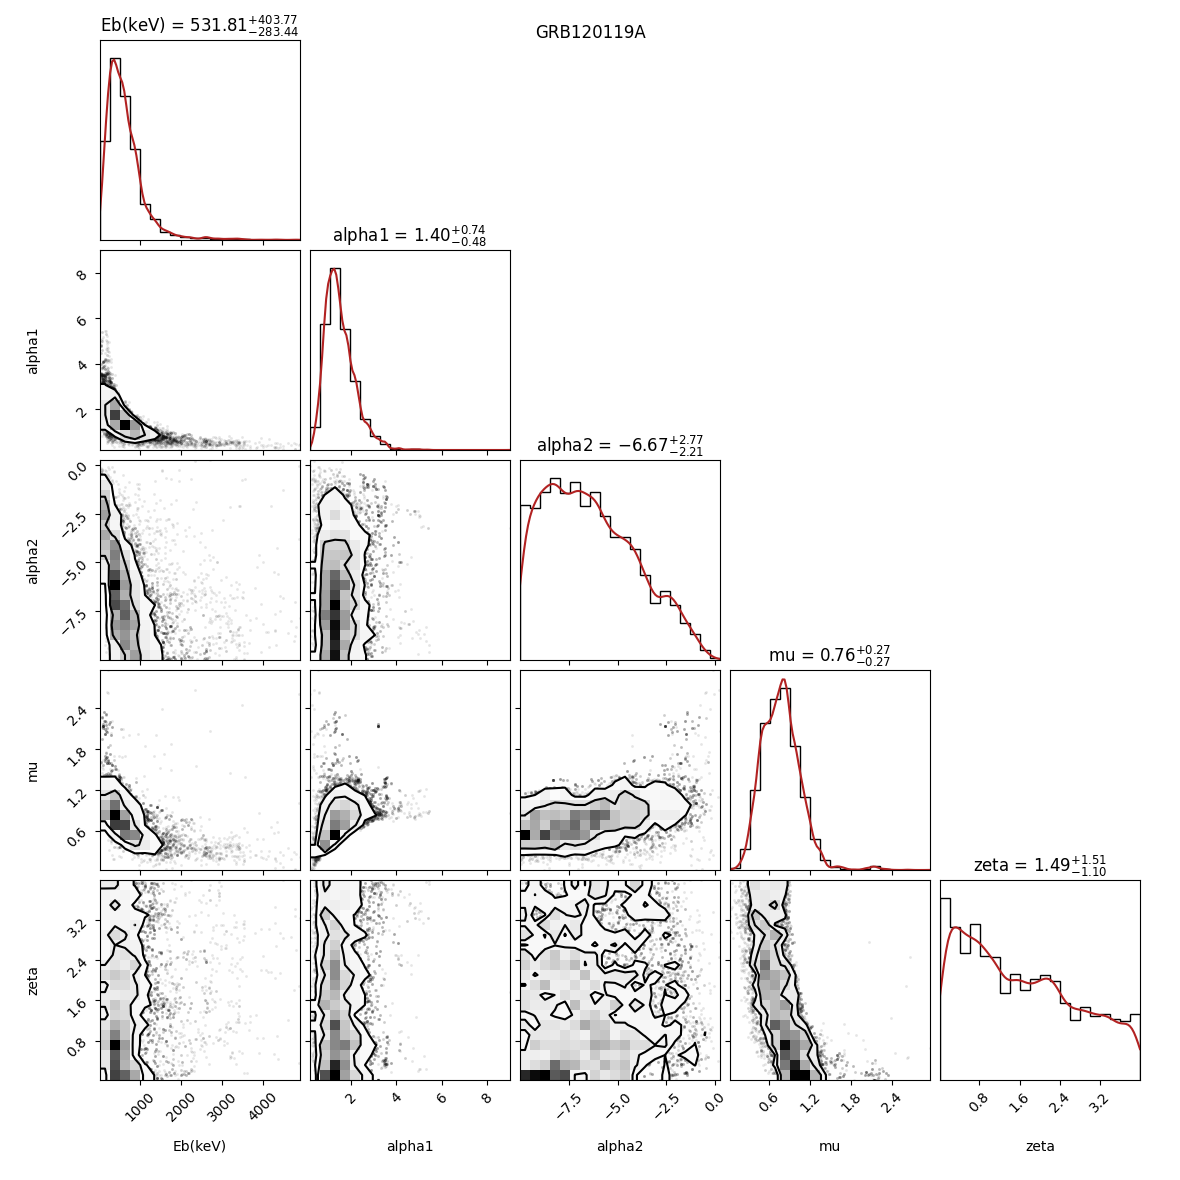 GRB120119A
Eb(keV) = 531.81 +403.77 −283.44
alpha1 = 1.40 +0.74 −0.48
8
6
4
2
alpha1
alpha2 = −6.67 +2.77 −2.21
0.0
−2.5
−5.0
−7.5
alpha2
mu = 0.76 +0.27 −0.27
2.4
1.8
1.2
0.6
mu
zeta = 1.49 +1.51 −1.10
3.2
2.4
1.6
0.8
zeta
1000 2000 3000 4000 2 4 6 8 −7.5 −5.0 −2.5 0.0 0.6 1.2 1.8 2.4 0.8 1.6 2.4 3.2
Eb(keV) alpha1 alpha2 mu zeta